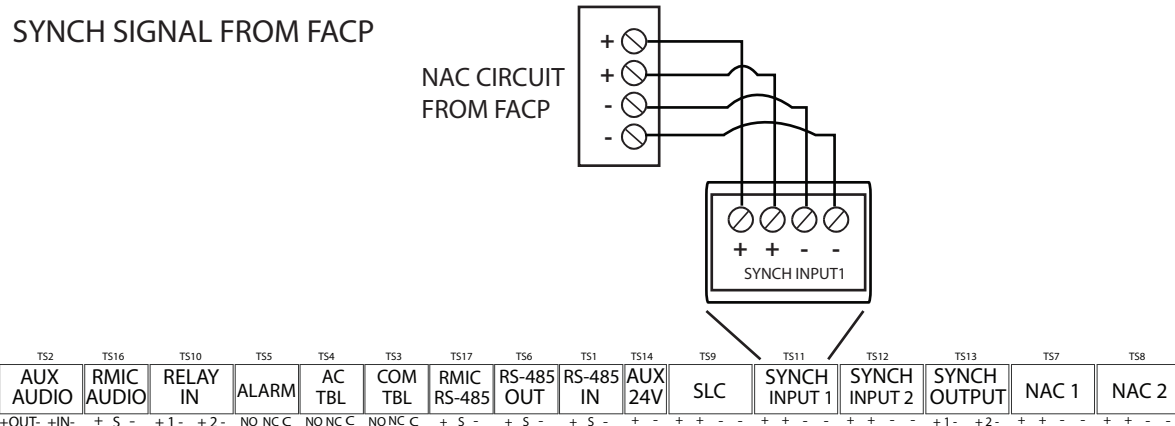 SYNCH SIGNAL FROM FACP
NAC CIRCUIT
FROM FACP
+
+
-
-
+ + - -
SYNCH INPUT1
TS2 TS16 TS10 TS5 TS4 TS3 TS17 TS6 TS1 TS14 TS9 TS11 TS12 TS13 TS7 TS8
AUX RMIC RELAY ALARM AC COM RMIC RS-485 RS-485 AUX SLC SYNCH SYNCH SYNCH NAC 1 NAC 2
AUDIO AUDIO IN TBL TBL RS-485 OUT IN 24V INPUT 1 INPUT 2 OUTPUT
+OUT- +IN- + S - + 1 - + 2 - NO NC C NO NC C NO NC C + S - + S - + S - + - + + - - + + - - + + - - + 1 - + 2 - + + - - + + - -